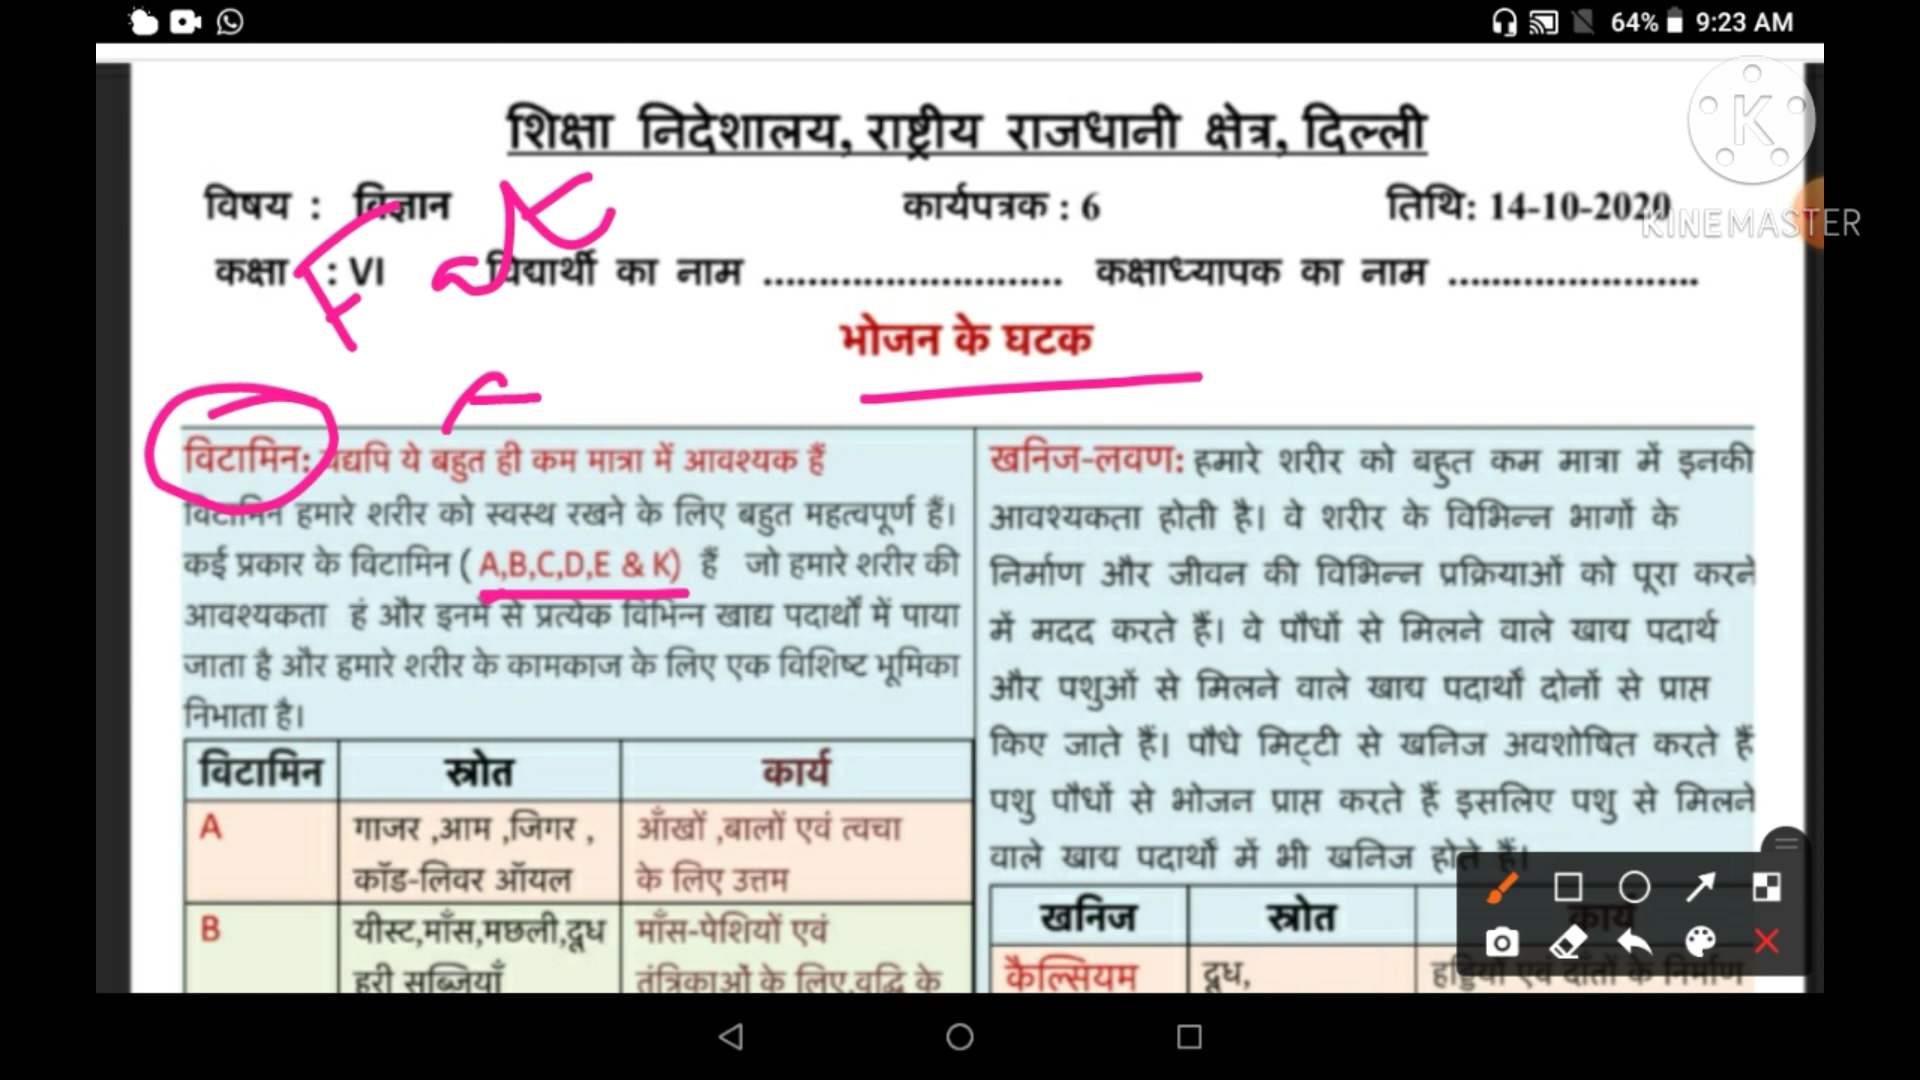 64% 9:23 AM
K
KINEMASTER
शिक्षा निदेशालय, राष्ट्रीय राजधानी क्षेत्र, दिल्ली
विषय : विज्ञान कार्यपत्रक : 6 तिथि: 14-10-2020
कक्षा : VI विद्यार्थी का नाम ........................... कक्षाध्यापक का नाम .......................
भोजन के घटक
विटामिन: यद्यपि ये बहुत ही कम मात्रा में आवश्यक हैं
विटामिन हमारे शरीर को स्वस्थ रखने के लिए बहुत महत्वपूर्ण हैं।
कई प्रकार के विटामिन ( A,B,C,D,E & K) हैं जो हमारे शरीर की
आवश्यकता हं और इनमें से प्रत्येक विभिन्न खाद्य पदार्थों में पाया
जाता है और हमारे शरीर के कामकाज के लिए एक विशिष्ट भूमिका
निभाता है।
विटामिन स्रोत कार्य
A गाजर ,आम ,जिगर , आँखों ,बालों एवं त्वचा
कॉड-लिवर ऑयल के लिए उत्तम
B यीस्ट,माँस,मछली,दूध माँस-पेशियों एवं
हरी सब्जियाँ तंत्रिकाओं के लिए,वृद्धि के
खनिज-लवण: हमारे शरीर को बहुत कम मात्रा में इनकी
आवश्यकता होती है। वे शरीर के विभिन्न भागों के
निर्माण और जीवन की विभिन्न प्रक्रियाओं को पूरा करने
में मदद करते हैं। वे पौधों से मिलने वाले खाद्य पदार्थ
और पशुओं से मिलने वाले खाद्य पदार्थों दोनों से प्राप्त
किए जाते हैं। पौधे मिट्टी से खनिज अवशोषित करते हैं
पशु पौधों से भोजन प्राप्त करते हैं इसलिए पशु से मिलने
वाले खाद्य पदार्थों में भी खनिज होते हैं।
खनिज स्रोत कार्य
कैल्सियम दूध, हड्डियों एवं दाँतों के निर्माण